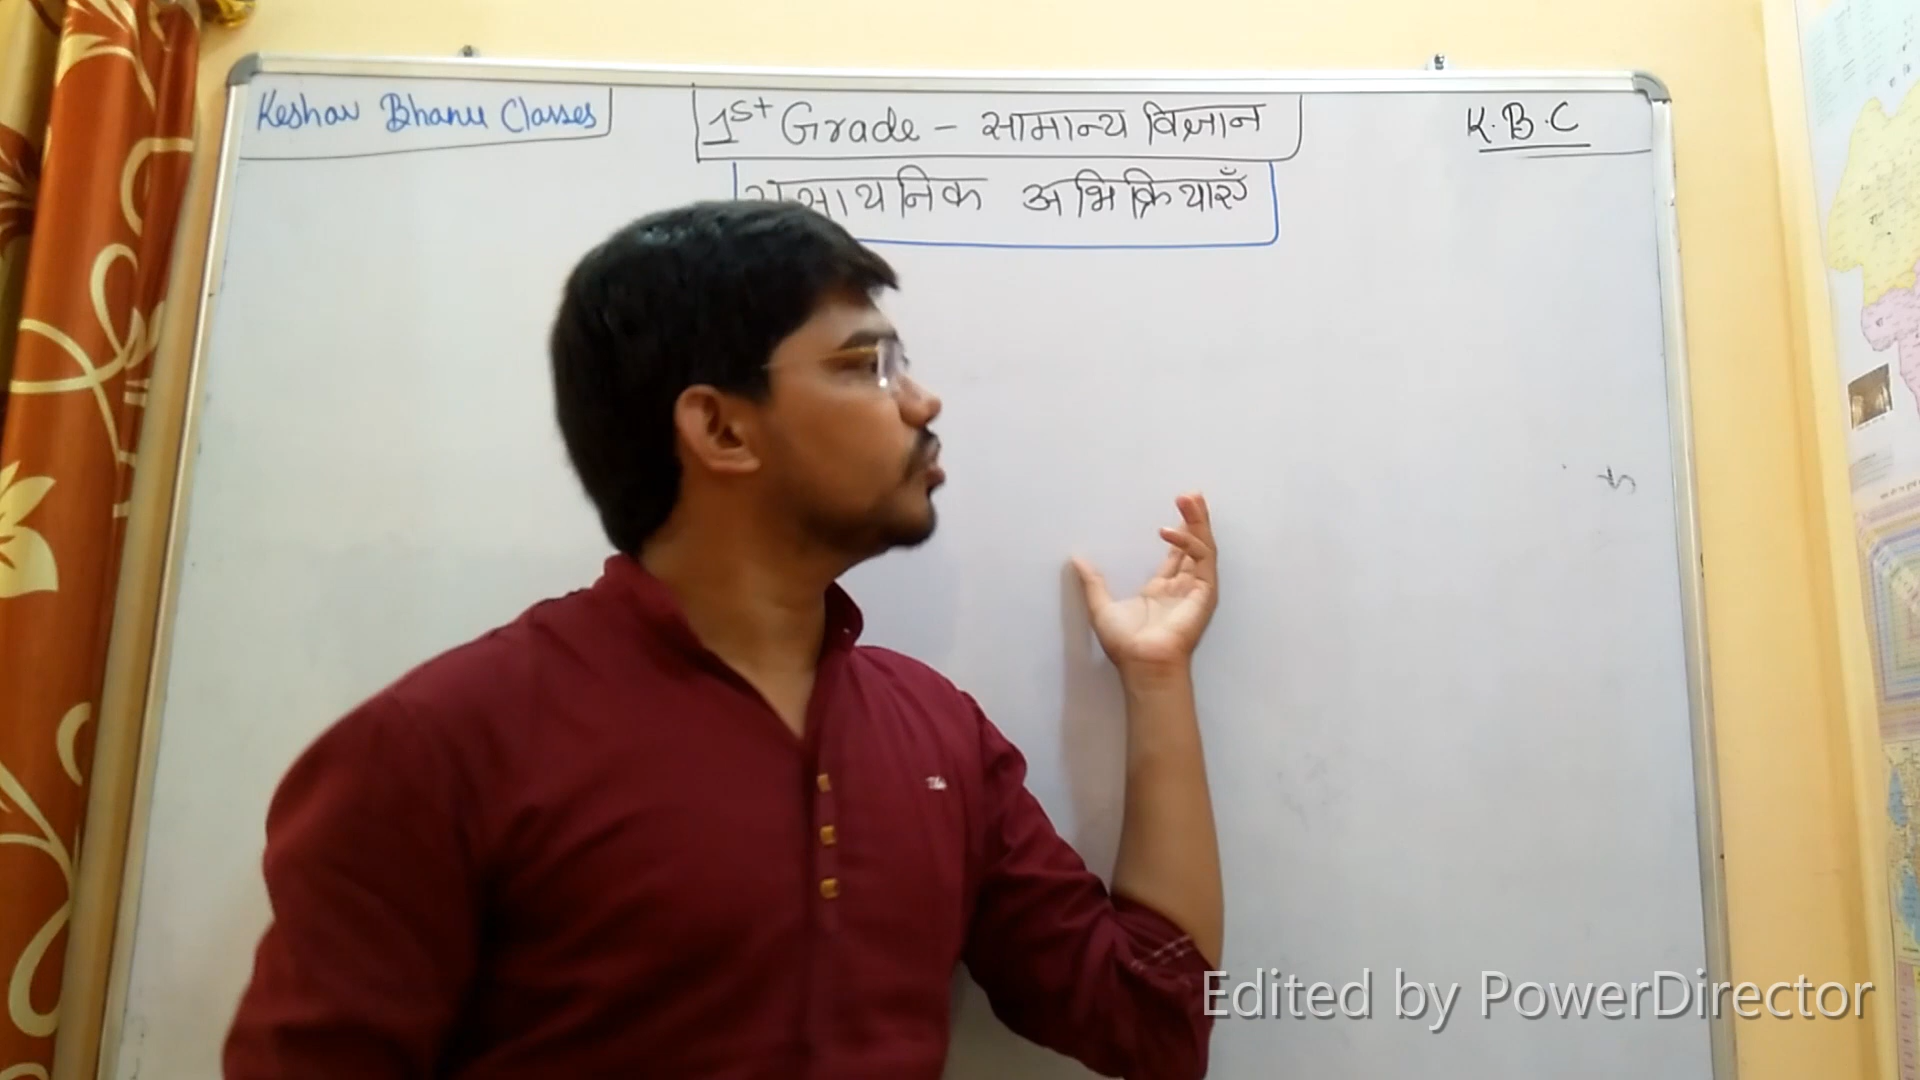 Keshav Bhanu Classes
1st Grade - सामान्य विज्ञान
K.B.C
रासायनिक अभिक्रियाएँ
Edited by PowerDirector